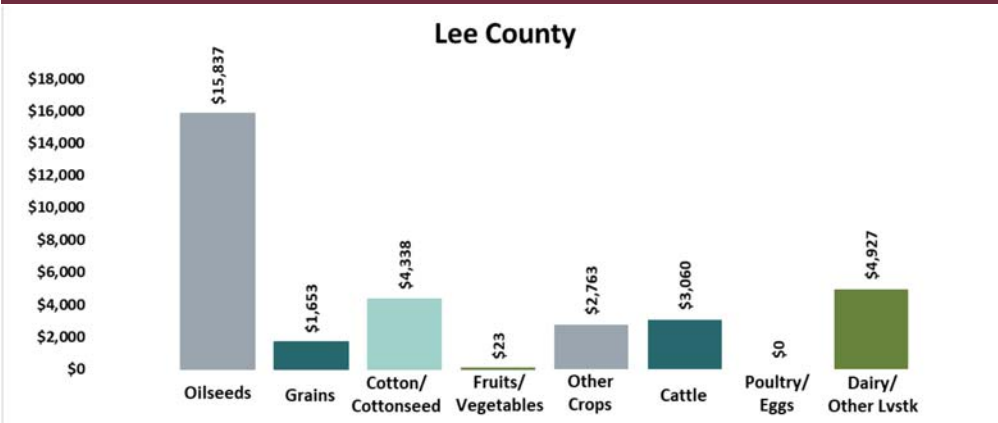 Lee County
$18,000
$16,000
$14,000
$12,000
$10,000
$8,000
$6,000
$4,000
$2,000
$0
$15,837
$1,653
$4,338
$23
$2,763
$3,060
$0
$4,927
Oilseeds
Grains
Cotton/
Cottonseed
Fruits/
Vegetables
Other
Crops
Cattle
Poultry/
Eggs
Dairy/
Other Lvstk